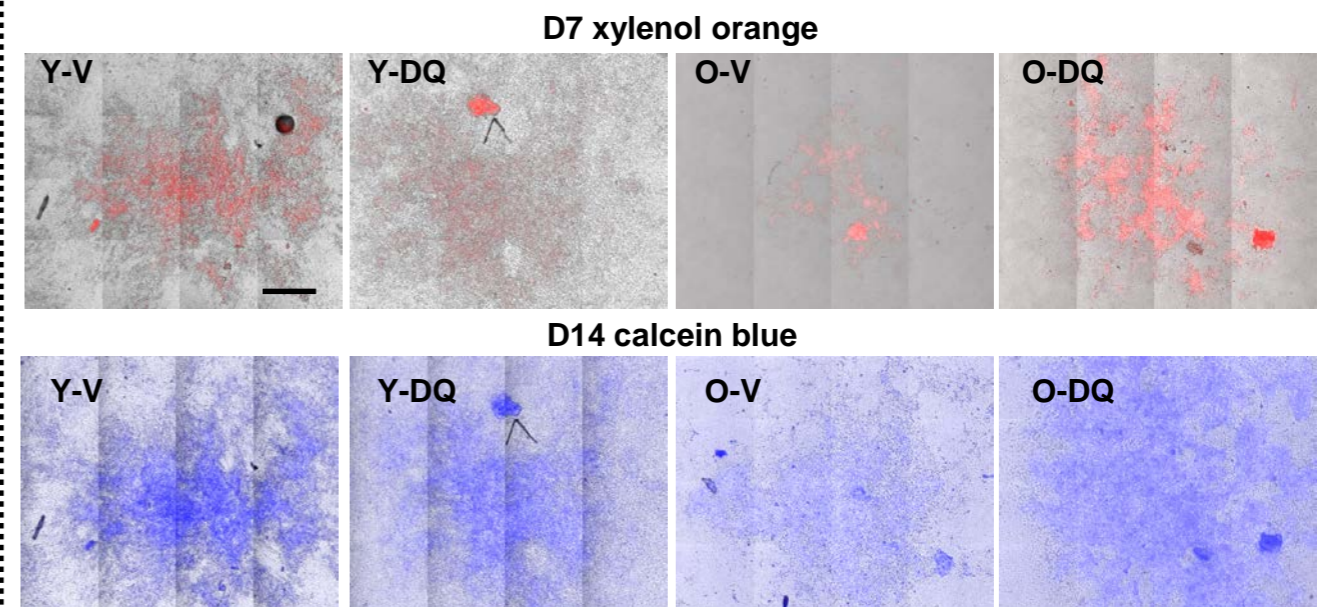 D7 xylenol orange
Y-V Y-DQ O-V O-DQ
D14 calcein blue
Y-V Y-DQ O-V O-DQ